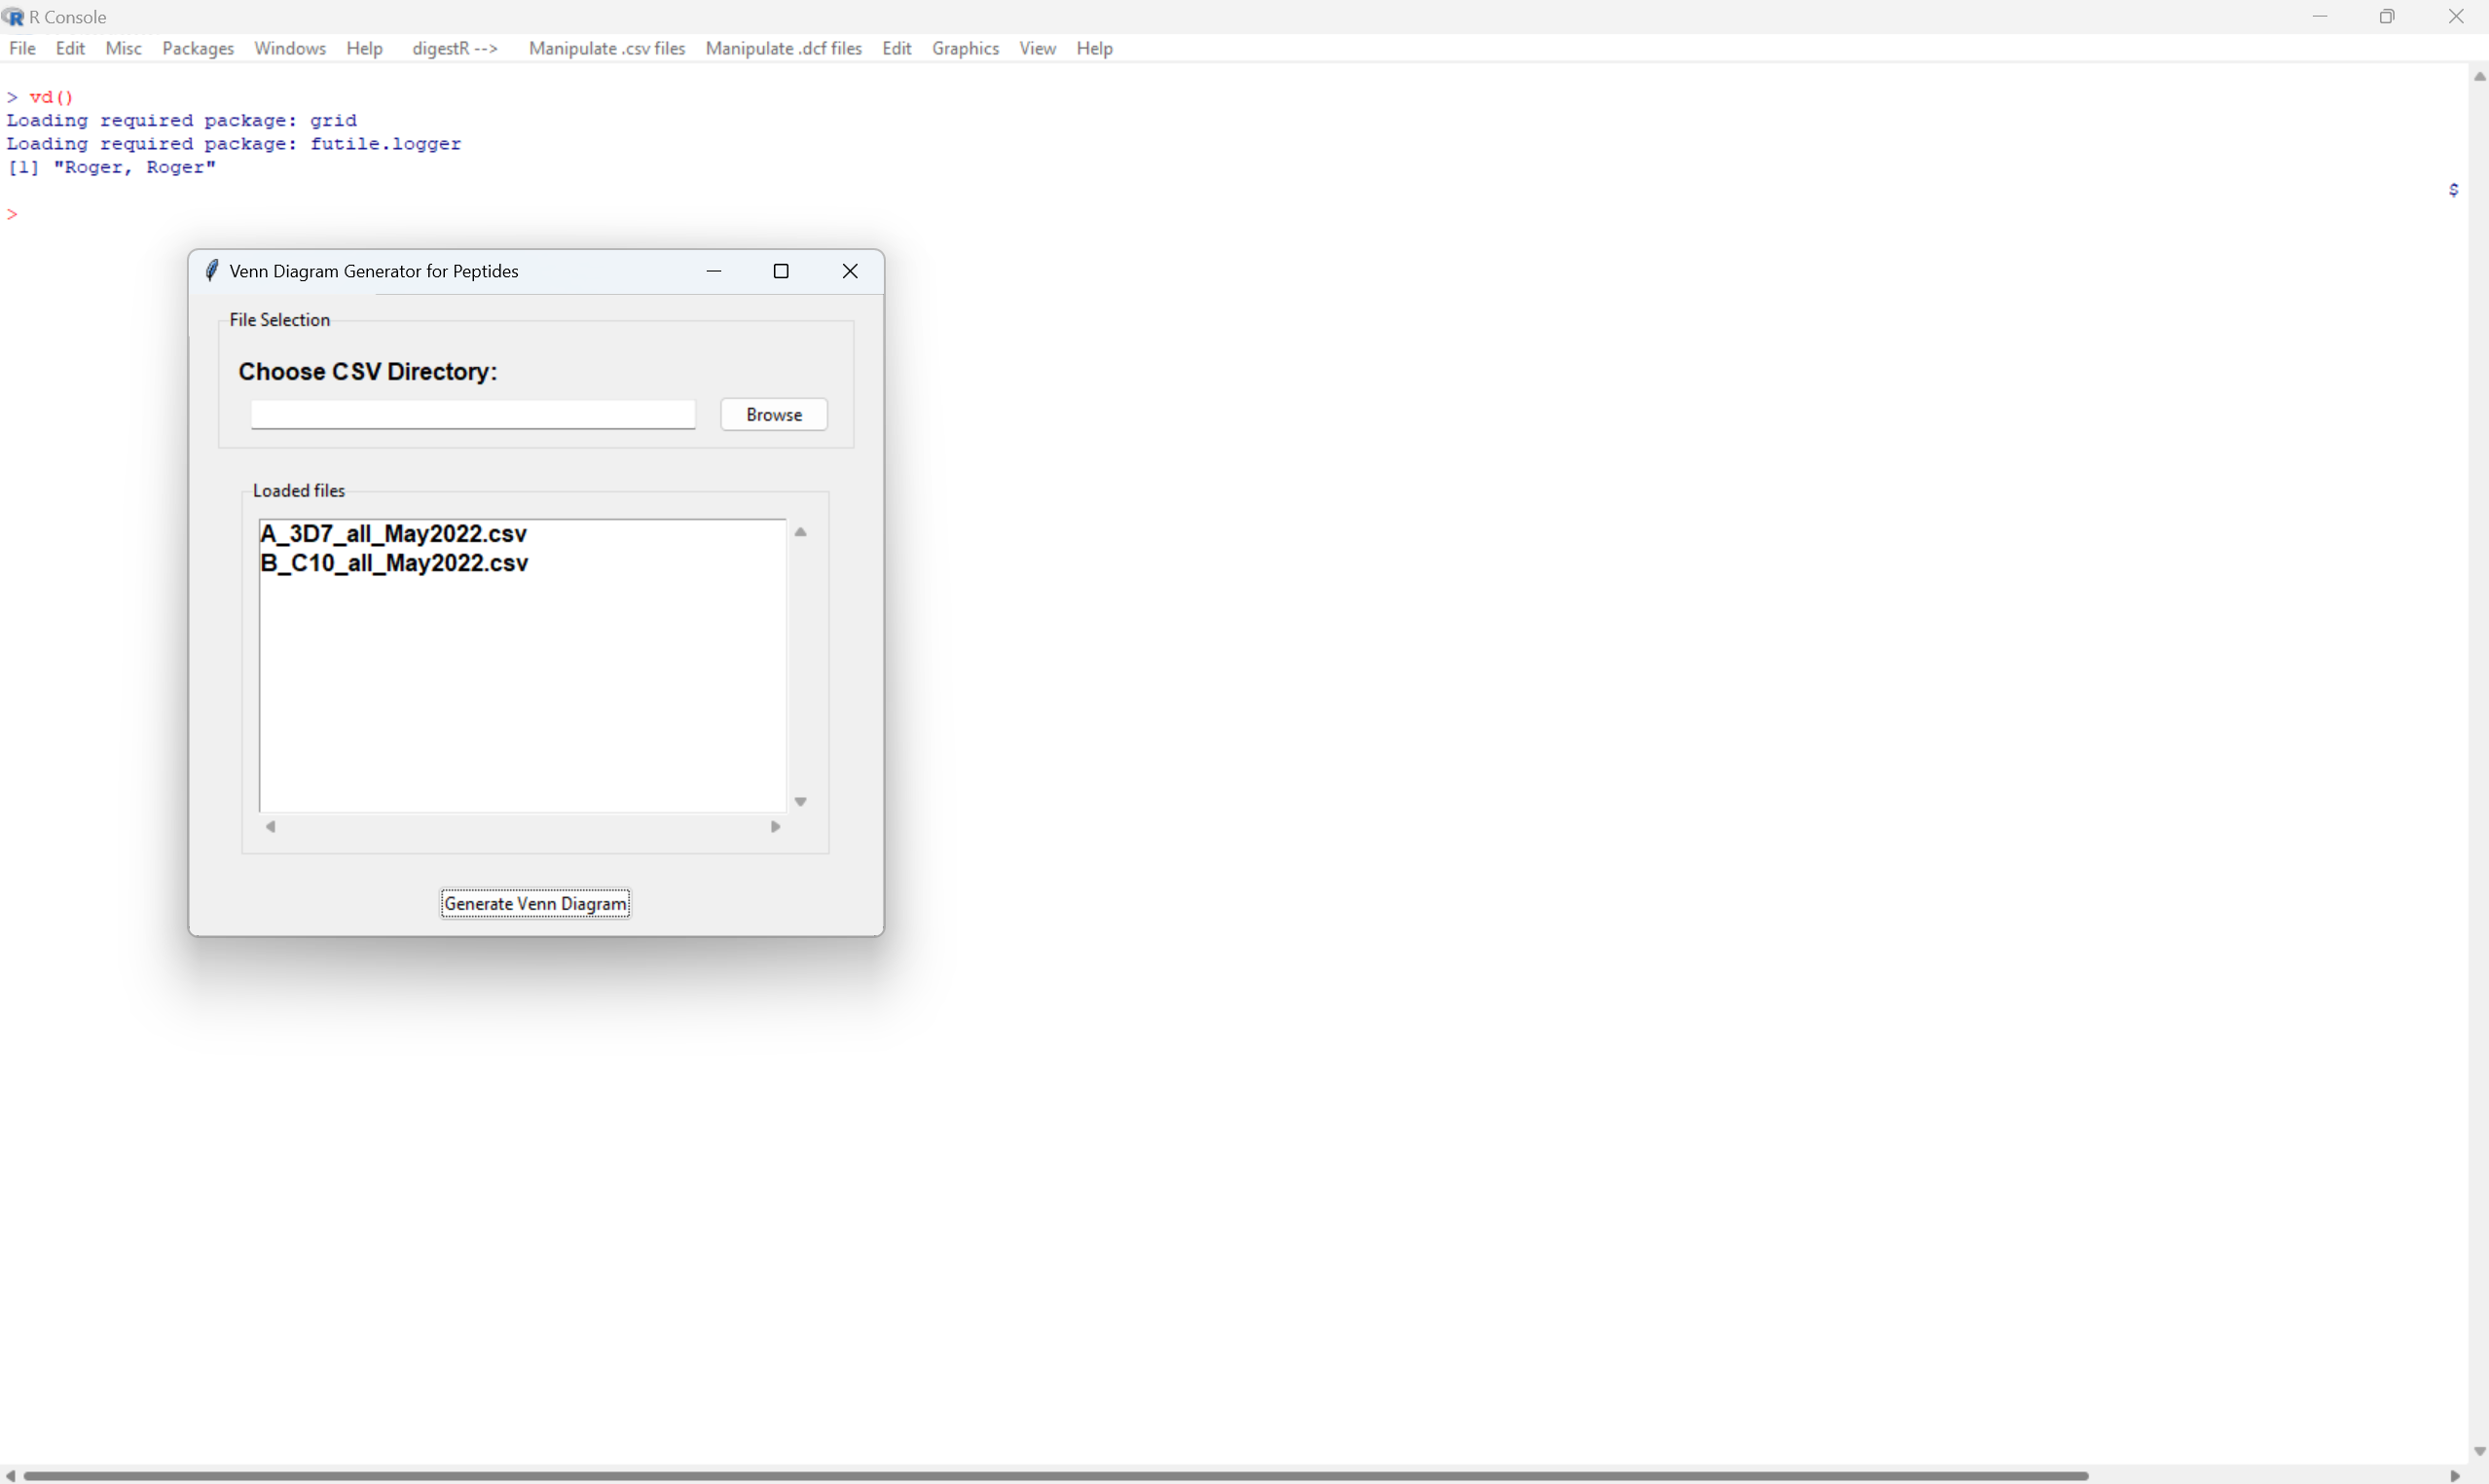 R Console
File Edit Misc Packages Windows Help digestR --> Manipulate .csv files Manipulate .dcf files Edit Graphics View Help
> vd()
Loading required package: grid
Loading required package: futile.logger
[1] "Roger, Roger"
$
>
Venn Diagram Generator for Peptides
File Selection
Choose CSV Directory:
Browse
Loaded files
A_3D7_all_May2022.csv
B_C10_all_May2022.csv
Generate Venn Diagram